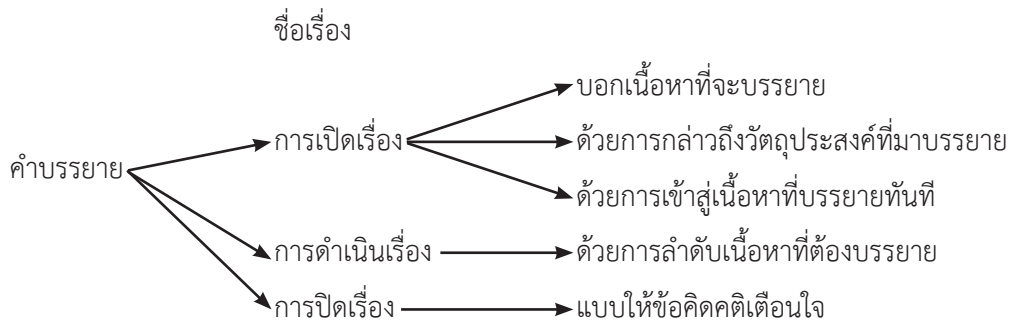 ชื่อเรื่อง
บอกเนื้อหาที่จะบรรยาย
การเปิดเรื่อง
ด้วยการกล่าวถึงวัตถุประสงค์ที่มาบรรยาย
คำบรรยาย
ด้วยการเข้าสู่เนื้อหาที่บรรยายทันที
การดำเนินเรื่อง
ด้วยการลำดับเนื้อหาที่ต้องบรรยาย
การปิดเรื่อง
แบบให้ข้อคิดคติเตือนใจ